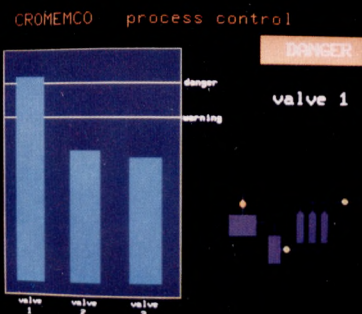 CROMEMCO process control
DANGER
danger
valve 1
warning
valve valve valve
1 2 3